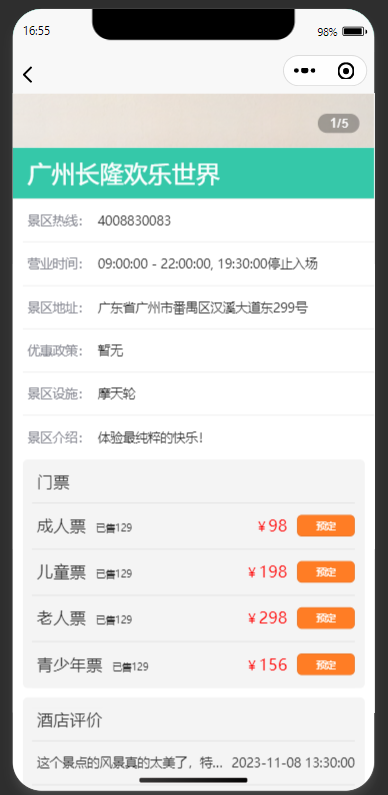 16:55
98%
1/5
广州长隆欢乐世界
景区热线： 4008830083
营业时间： 09:00:00 - 22:00:00, 19:30:00停止入场
景区地址： 广东省广州市番禺区汉溪大道东299号
优惠政策： 暂无
景区设施： 摩天轮
景区介绍： 体验最纯粹的快乐!
门票
成人票 已售129 ￥98 预定
儿童票 已售129 ￥198 预定
老人票 已售129 ￥298 预定
青少年票 已售129 ￥156 预定
酒店评价
这个景点的风景真的太美了，特... 2023-11-08 13:30:00